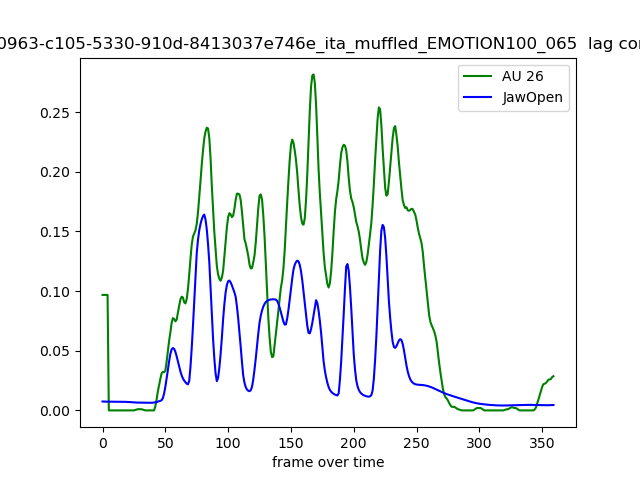 0963-c105-5330-910d-8413037e746e_ita_muffled_EMOTION100_065 lag
AU 26
JawOpen
0.25
0.20
0.15
0.10
0.05
0.00
0 50 100 150 200 250 300 350
frame over time